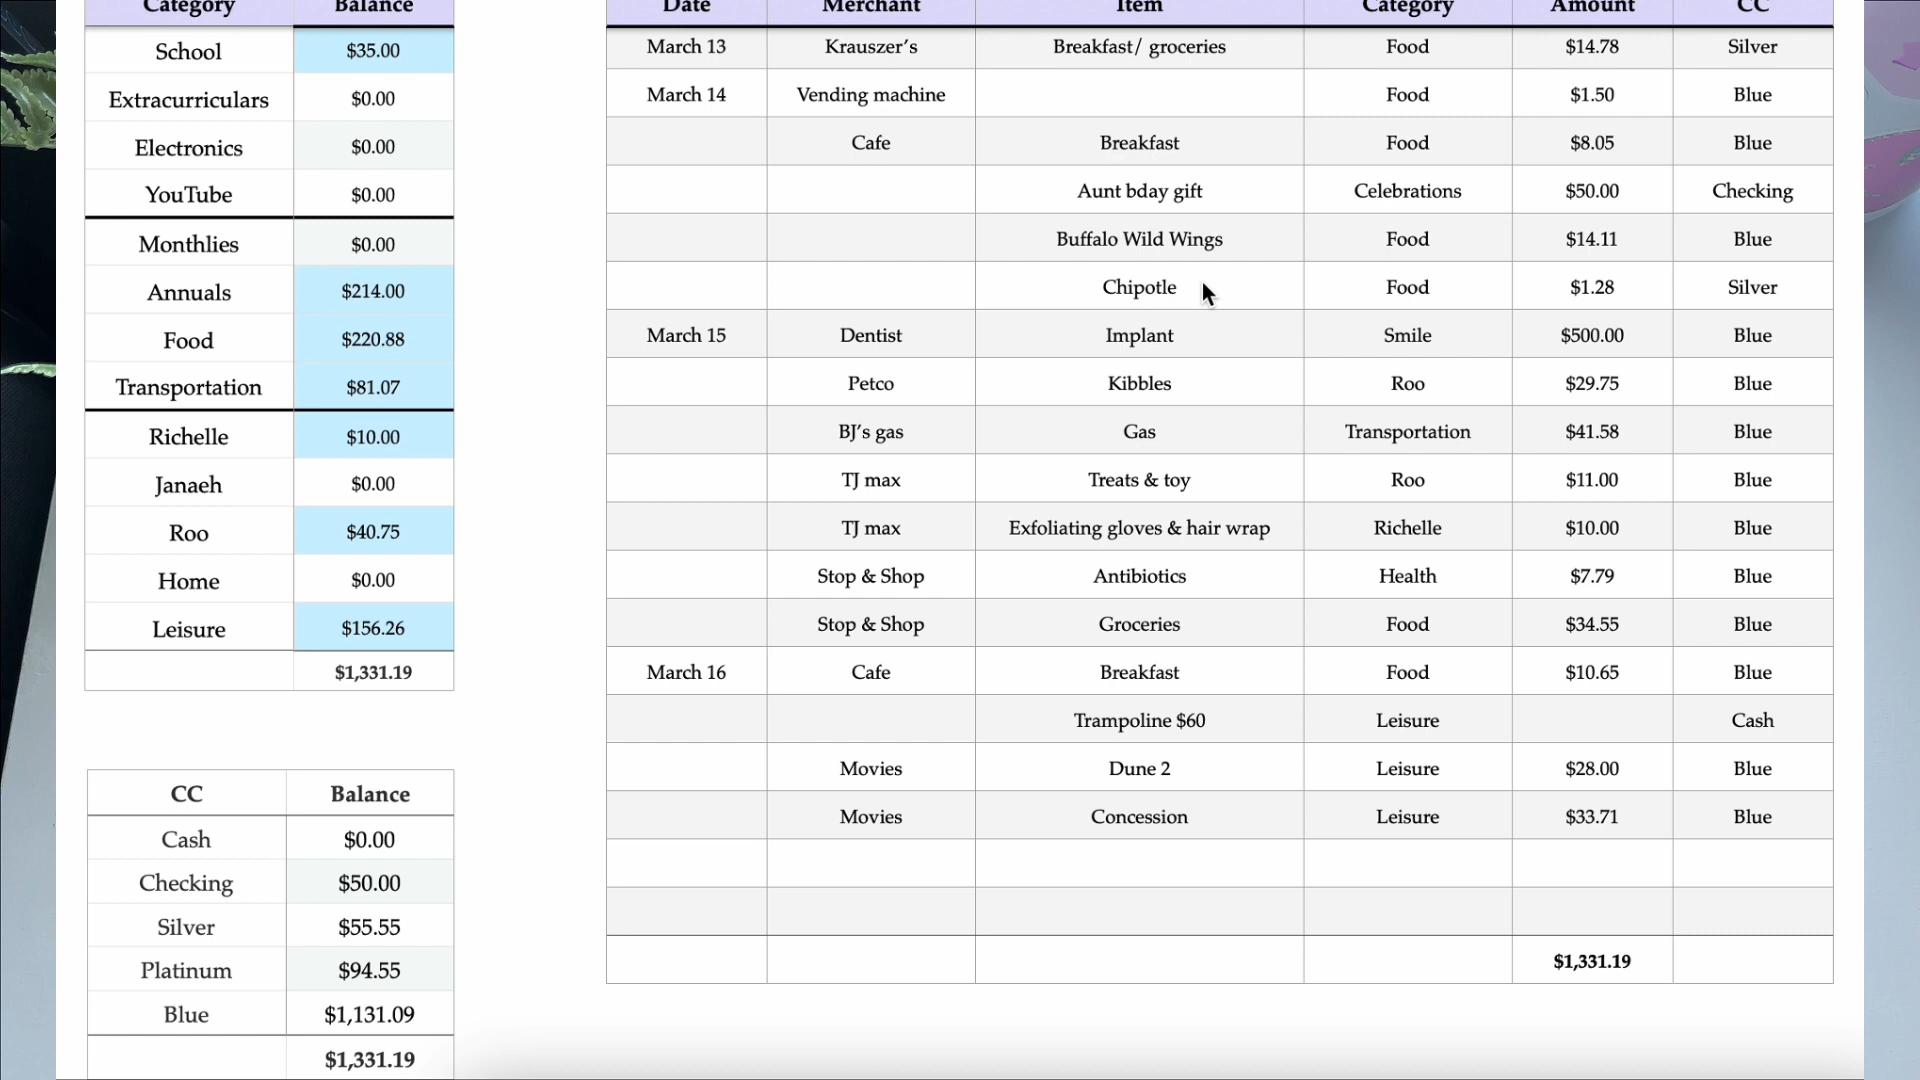 Category Balance
School $35.00
Extracurriculars $0.00
Electronics $0.00
YouTube $0.00
Monthlies $0.00
Annuals $214.00
Food $220.88
Transportation $81.07
Richelle $10.00
Janaeh $0.00
Roo $40.75
Home $0.00
Leisure $156.26
$1,331.19
CC Balance
Cash $0.00
Checking $50.00
Silver $55.55
Platinum $94.55
Blue $1,131.09
$1,331.19
Date Merchant Item Category Amount CC
March 13 Krauszer's Breakfast/ groceries Food $14.78 Silver
March 14 Vending machine Food $1.50 Blue
Cafe Breakfast Food $8.05 Blue
Aunt bday gift Celebrations $50.00 Checking
Buffalo Wild Wings Food $14.11 Blue
Chipotle Food $1.28 Silver
March 15 Dentist Implant Smile $500.00 Blue
Petco Kibbles Roo $29.75 Blue
BJ's gas Gas Transportation $41.58 Blue
TJ max Treats & toy Roo $11.00 Blue
TJ max Exfoliating gloves & hair wrap Richelle $10.00 Blue
Stop & Shop Antibiotics Health $7.79 Blue
Stop & Shop Groceries Food $34.55 Blue
March 16 Cafe Breakfast Food $10.65 Blue
Trampoline $60 Leisure Cash
Movies Dune 2 Leisure $28.00 Blue
Movies Concession Leisure $33.71 Blue
$1,331.19